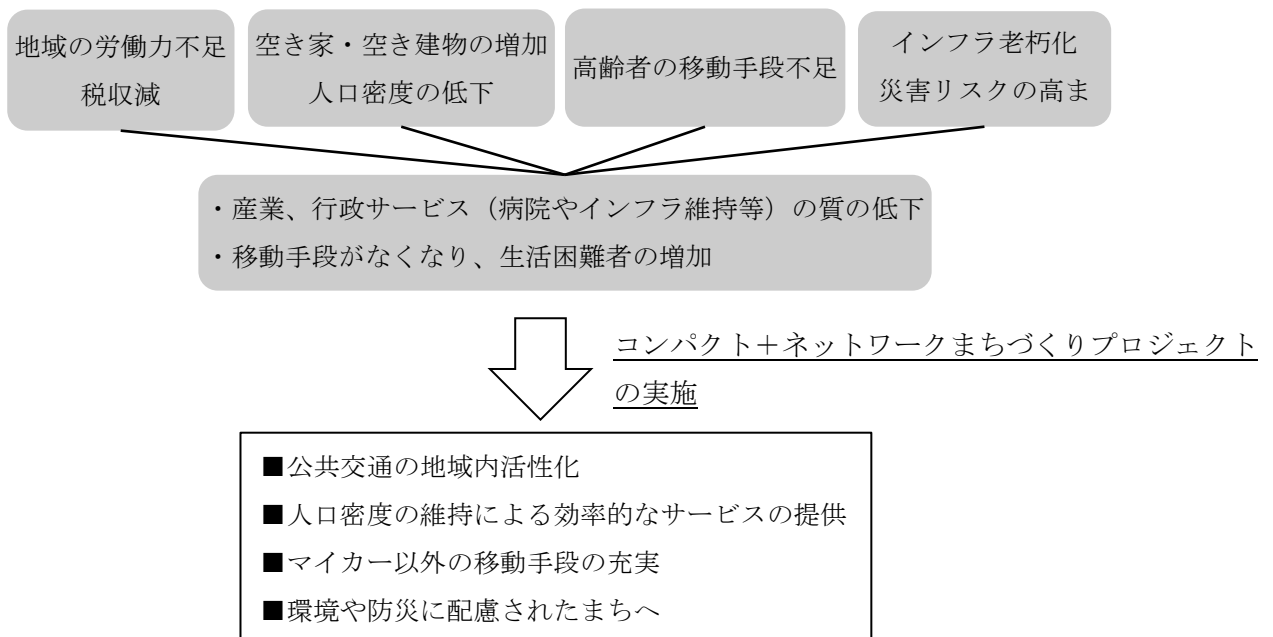 地域の労働力不足
税収減
空き家・空き建物の増加
人口密度の低下
高齢者の移動手段不足
インフラ老朽化
災害リスクの高ま
・産業、行政サービス（病院やインフラ維持等）の質の低下
・移動手段がなくなり、生活困難者の増加
コンパクト＋ネットワークまちづくりプロジェクト
の実施
■公共交通の地域内活性化
■人口密度の維持による効率的なサービスの提供
■マイカー以外の移動手段の充実
■環境や防災に配慮されたまちへ